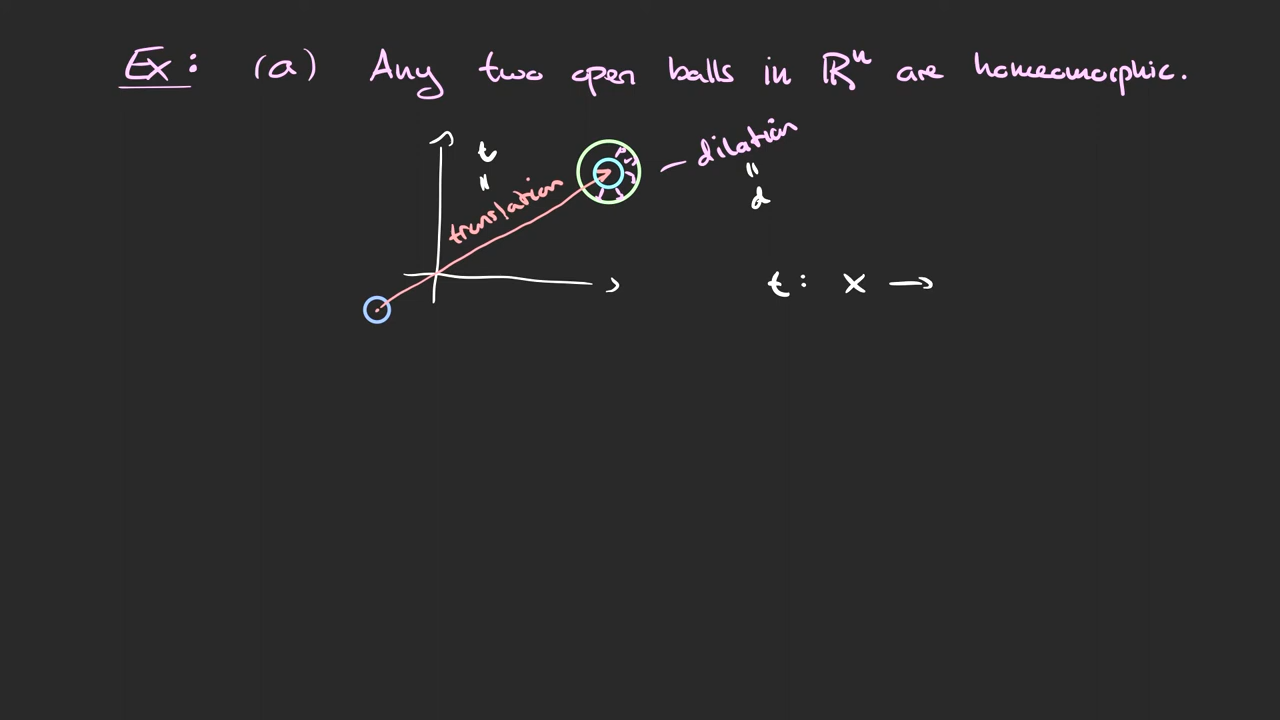 Ex: (a) Any two open balls in ℝⁿ are homeomorphic.
t
=
translation
— dilation
=
d
t: x →